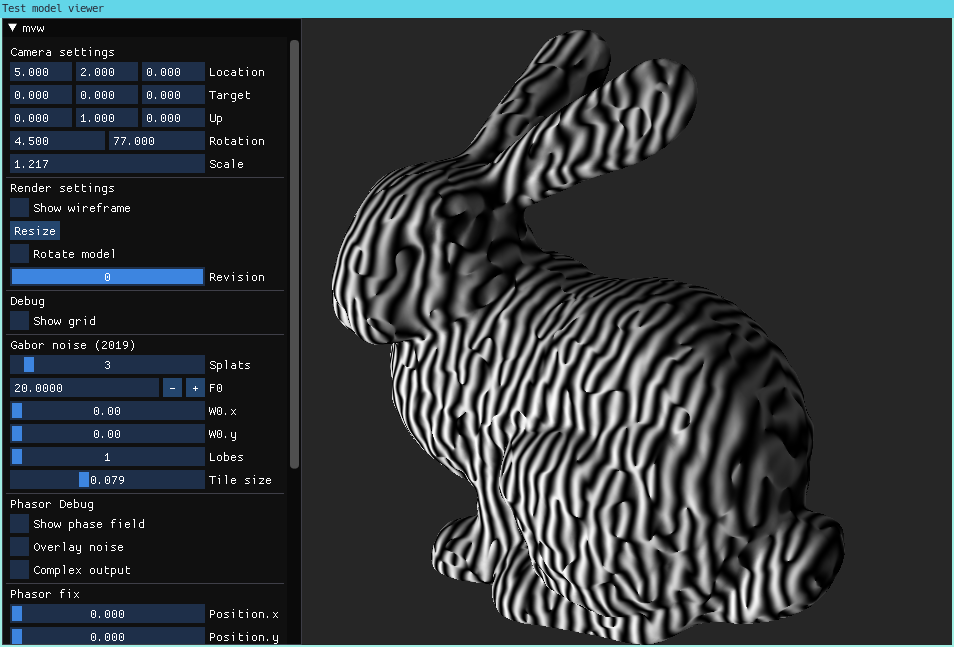 Test model viewer
▼ mvw
Camera settings
5.000 2.000 0.000 Location
0.000 0.000 0.000 Target
0.000 1.000 0.000 Up
4.500 77.000 Rotation
1.217 Scale
Render settings
Show wireframe
Resize
Rotate model
0 Revision
Debug
Show grid
Gabor noise (2019)
3 Splats
20.0000 - + F0
0.00 W0.x
0.00 W0.y
1 Lobes
0.079 Tile size
Phasor Debug
Show phase field
Overlay noise
Complex output
Phasor fix
0.000 Position.x
0.000 Position.y